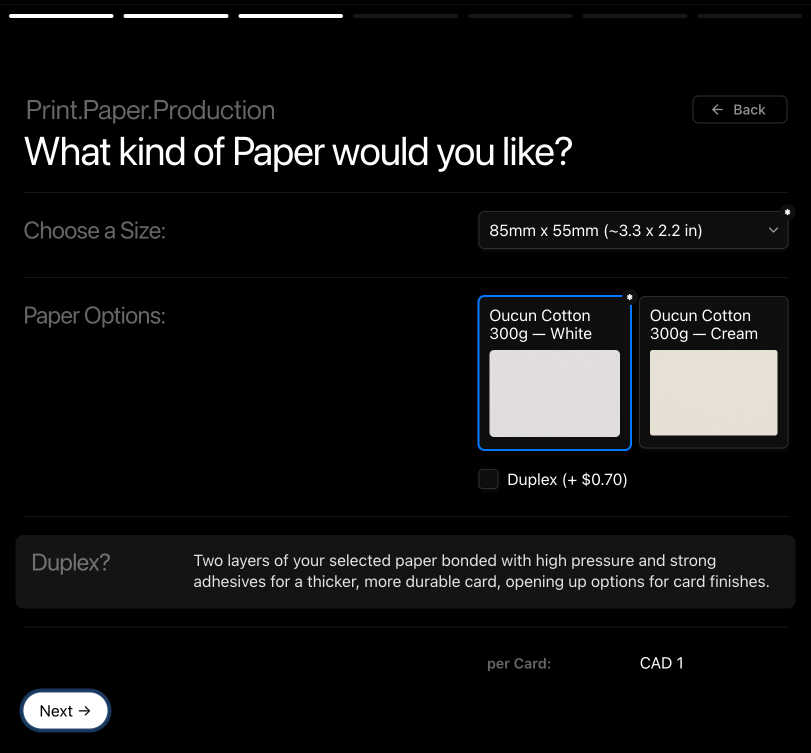 Print.Paper.Production
← Back
What kind of Paper would you like?
Choose a Size:
85mm x 55mm (~3.3 x 2.2 in)
*
Paper Options:
*
Oucun Cotton
300g — White
Oucun Cotton
300g — Cream
Duplex (+ $0.70)
Duplex?
Two layers of your selected paper bonded with high pressure and strong
adhesives for a thicker, more durable card, opening up options for card finishes.
per Card:
CAD 1
Next →